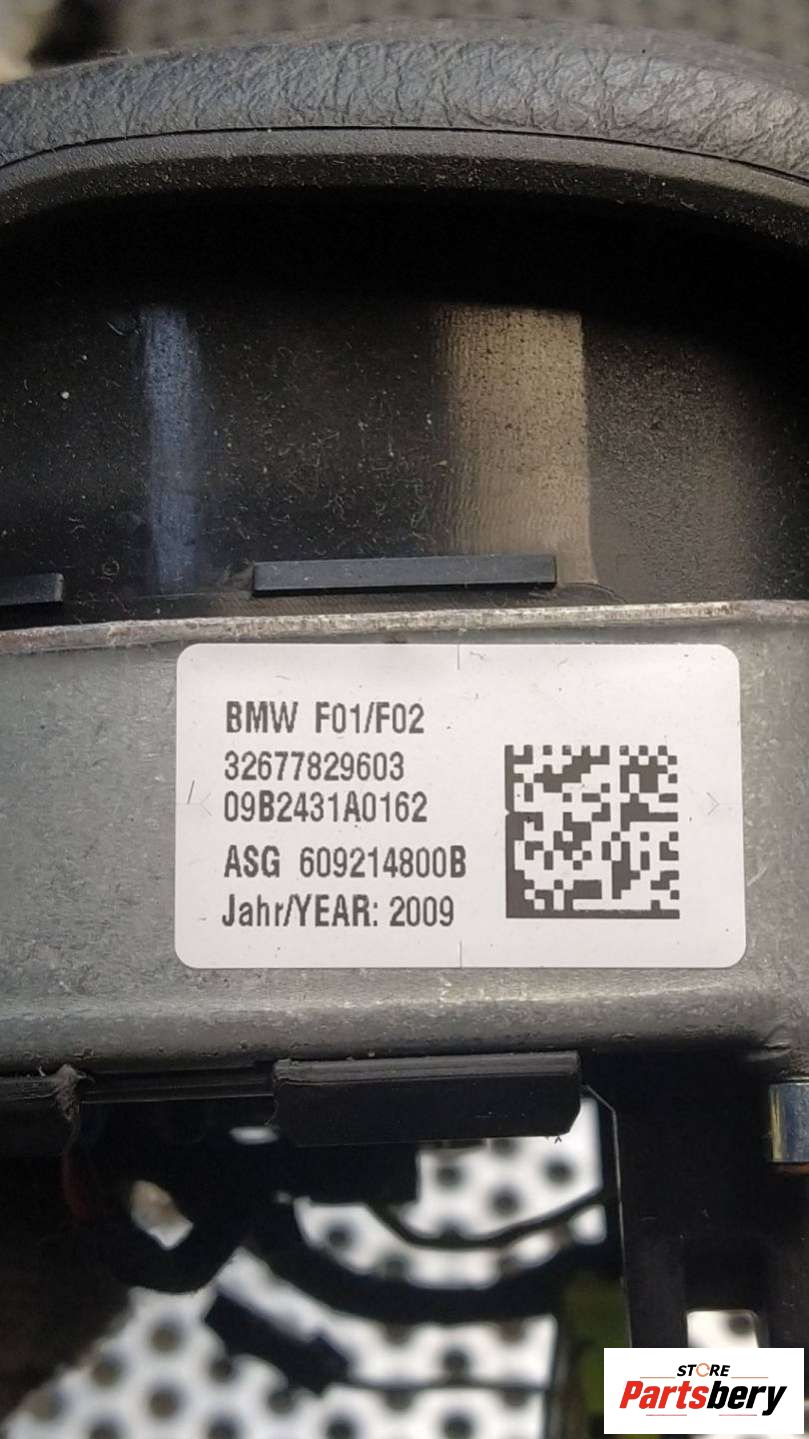 BMW F01/F02
32677829603
09B2431A0162
ASG 609214800B
Jahr/YEAR: 2009
STORE
Partsbery